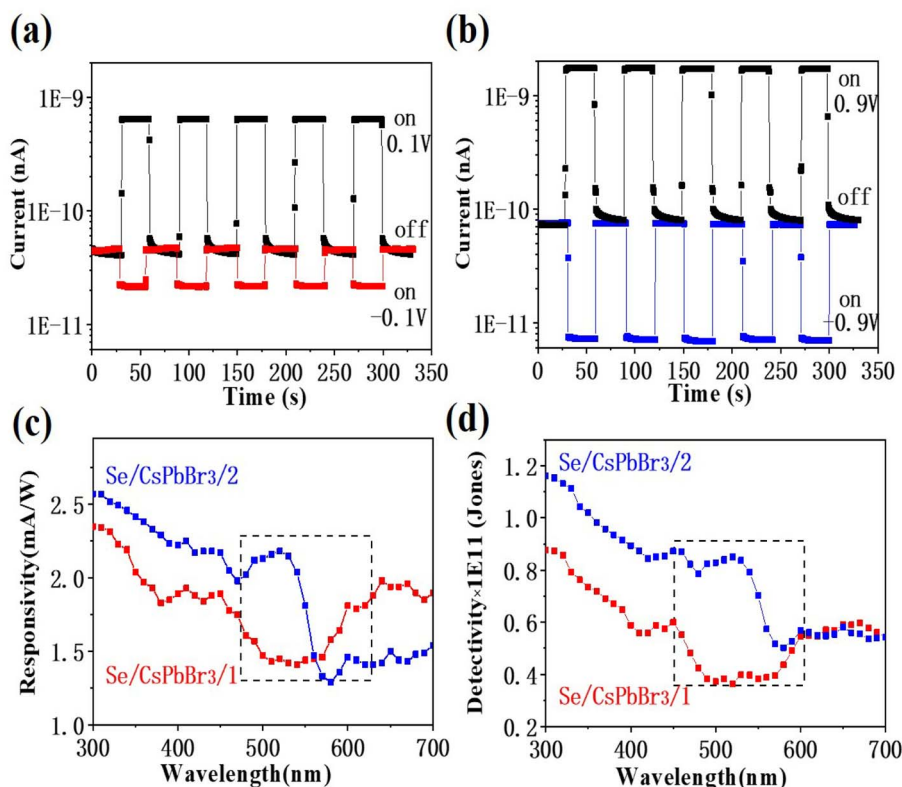 (a)
1E-9
1E-10
1E-11
Current (nA)
on
0.1V
off
on
-0.1V
0 50 100 150 200 250 300 350
Time (s)
(b)
1E-9
1E-10
1E-11
Current (nA)
on
0.9V
off
on
-0.9V
0 50 100 150 200 250 300 350
Time (s)
(c)
2.5
2.0
1.5
1.0
Responsivity(mA/W)
Se/CsPbBr3/2
Se/CsPbBr3/1
300 400 500 600 700
Wavelength(nm)
(d)
1.2
1.0
0.8
0.6
0.4
0.2
Detectivity×1E11 (Jones)
Se/CsPbBr3/2
Se/CsPbBr3/1
300 400 500 600 700
Wavelength(nm)